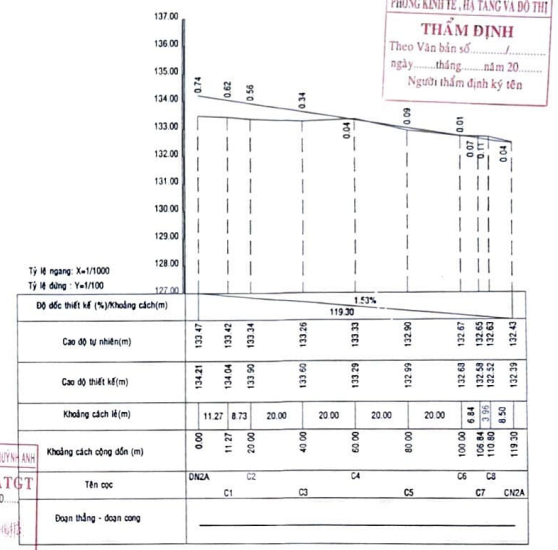 PHÒNG KINH TẾ, HẠ TẦNG VÀ ĐÔ THỊ
THẨM ĐỊNH
Theo Văn bản số........../..........
ngày.......tháng.......năm 20.......
Người thẩm định ký tên
137.00
136.00
135.00
134.00
133.00
132.00
131.00
130.00
129.00
128.00
127.00
0.74 0.62 0.56 0.34 0.04 0.09 0.01 0.07 0.11 0.04
Tỷ lệ ngang: X=1/1000
Tỷ lệ đứng : Y=1/100
Độ dốc thiết kế (%)/Khoảng cách(m) 1.53% 119.30
Cao độ tự nhiên(m) 133.47 133.42 133.34 133.26 133.33 132.90 132.67 132.65 132.63 132.43
Cao độ thiết kế(m) 134.21 134.04 133.90 133.60 133.29 132.99 132.68 132.58 132.52 132.39
Khoảng cách lẻ(m) 11.27 8.73 20.00 20.00 20.00 20.00 6.84 3.96 8.50
Khoảng cách cộng dồn (m) 0.00 11.27 20.00 40.00 60.00 80.00 100.00 106.84 110.80 119.30
Tên cọc DN2A C1 C2 C3 C4 C5 C6 C7 C8 CN2A
Đoạn thẳng - đoạn cong
HUỲNH ANH
ATGT